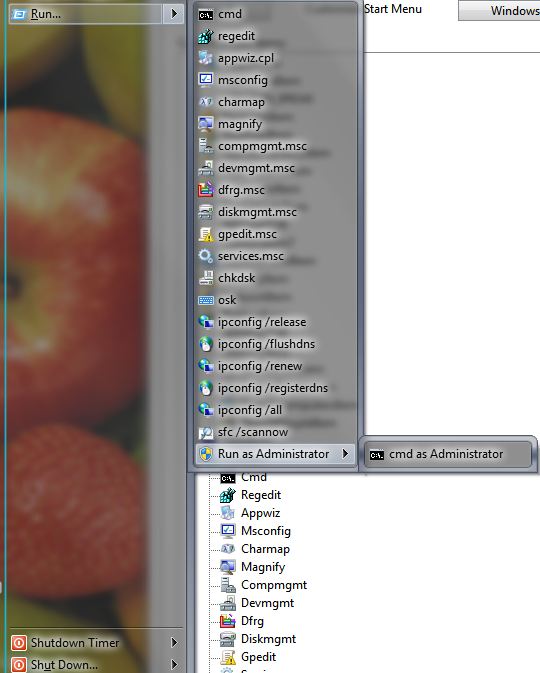 Run...
Start Menu
Windows
cmd
regedit
appwiz.cpl
msconfig
charmap
magnify
compmgmt.msc
devmgmt.msc
dfrg.msc
diskmgmt.msc
gpedit.msc
services.msc
chkdsk
osk
ipconfig /release
ipconfig /flushdns
ipconfig /renew
ipconfig /registerdns
ipconfig /all
sfc /scannow
Run as Administrator
cmd as Administrator
Cmd
Regedit
Appwiz
Msconfig
Charmap
Magnify
Compmgmt
Devmgmt
Dfrg
Diskmgmt
Gpedit
Shutdown Timer
Shut Down...